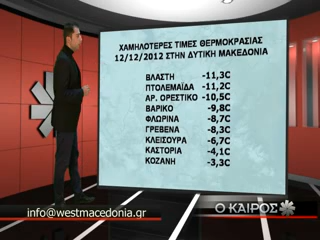 ΧΑΜΗΛΟΤΕΡΕΣ ΤΙΜΕΣ ΘΕΡΜΟΚΡΑΣΙΑΣ
12/12/2012 ΣΤΗΝ ΔΥΤΙΚΗ ΜΑΚΕΔΟΝΙΑ
ΒΛΑΣΤΗ -11,3C
ΠΤΟΛΕΜΑΪΔΑ -11,2C
ΑΡ. ΟΡΕΣΤΙΚΟ -10,5C
ΒΑΡΙΚΟ -9,8C
ΦΛΩΡΙΝΑ -8,7C
ΓΡΕΒΕΝΑ -8,3C
ΚΛΕΙΣΟΥΡΑ -6,7C
ΚΑΣΤΟΡΙΑ -4,1C
ΚΟΖΑΝΗ -3,3C
info@westmacedonia.gr
Ο ΚΑΙΡΟΣ